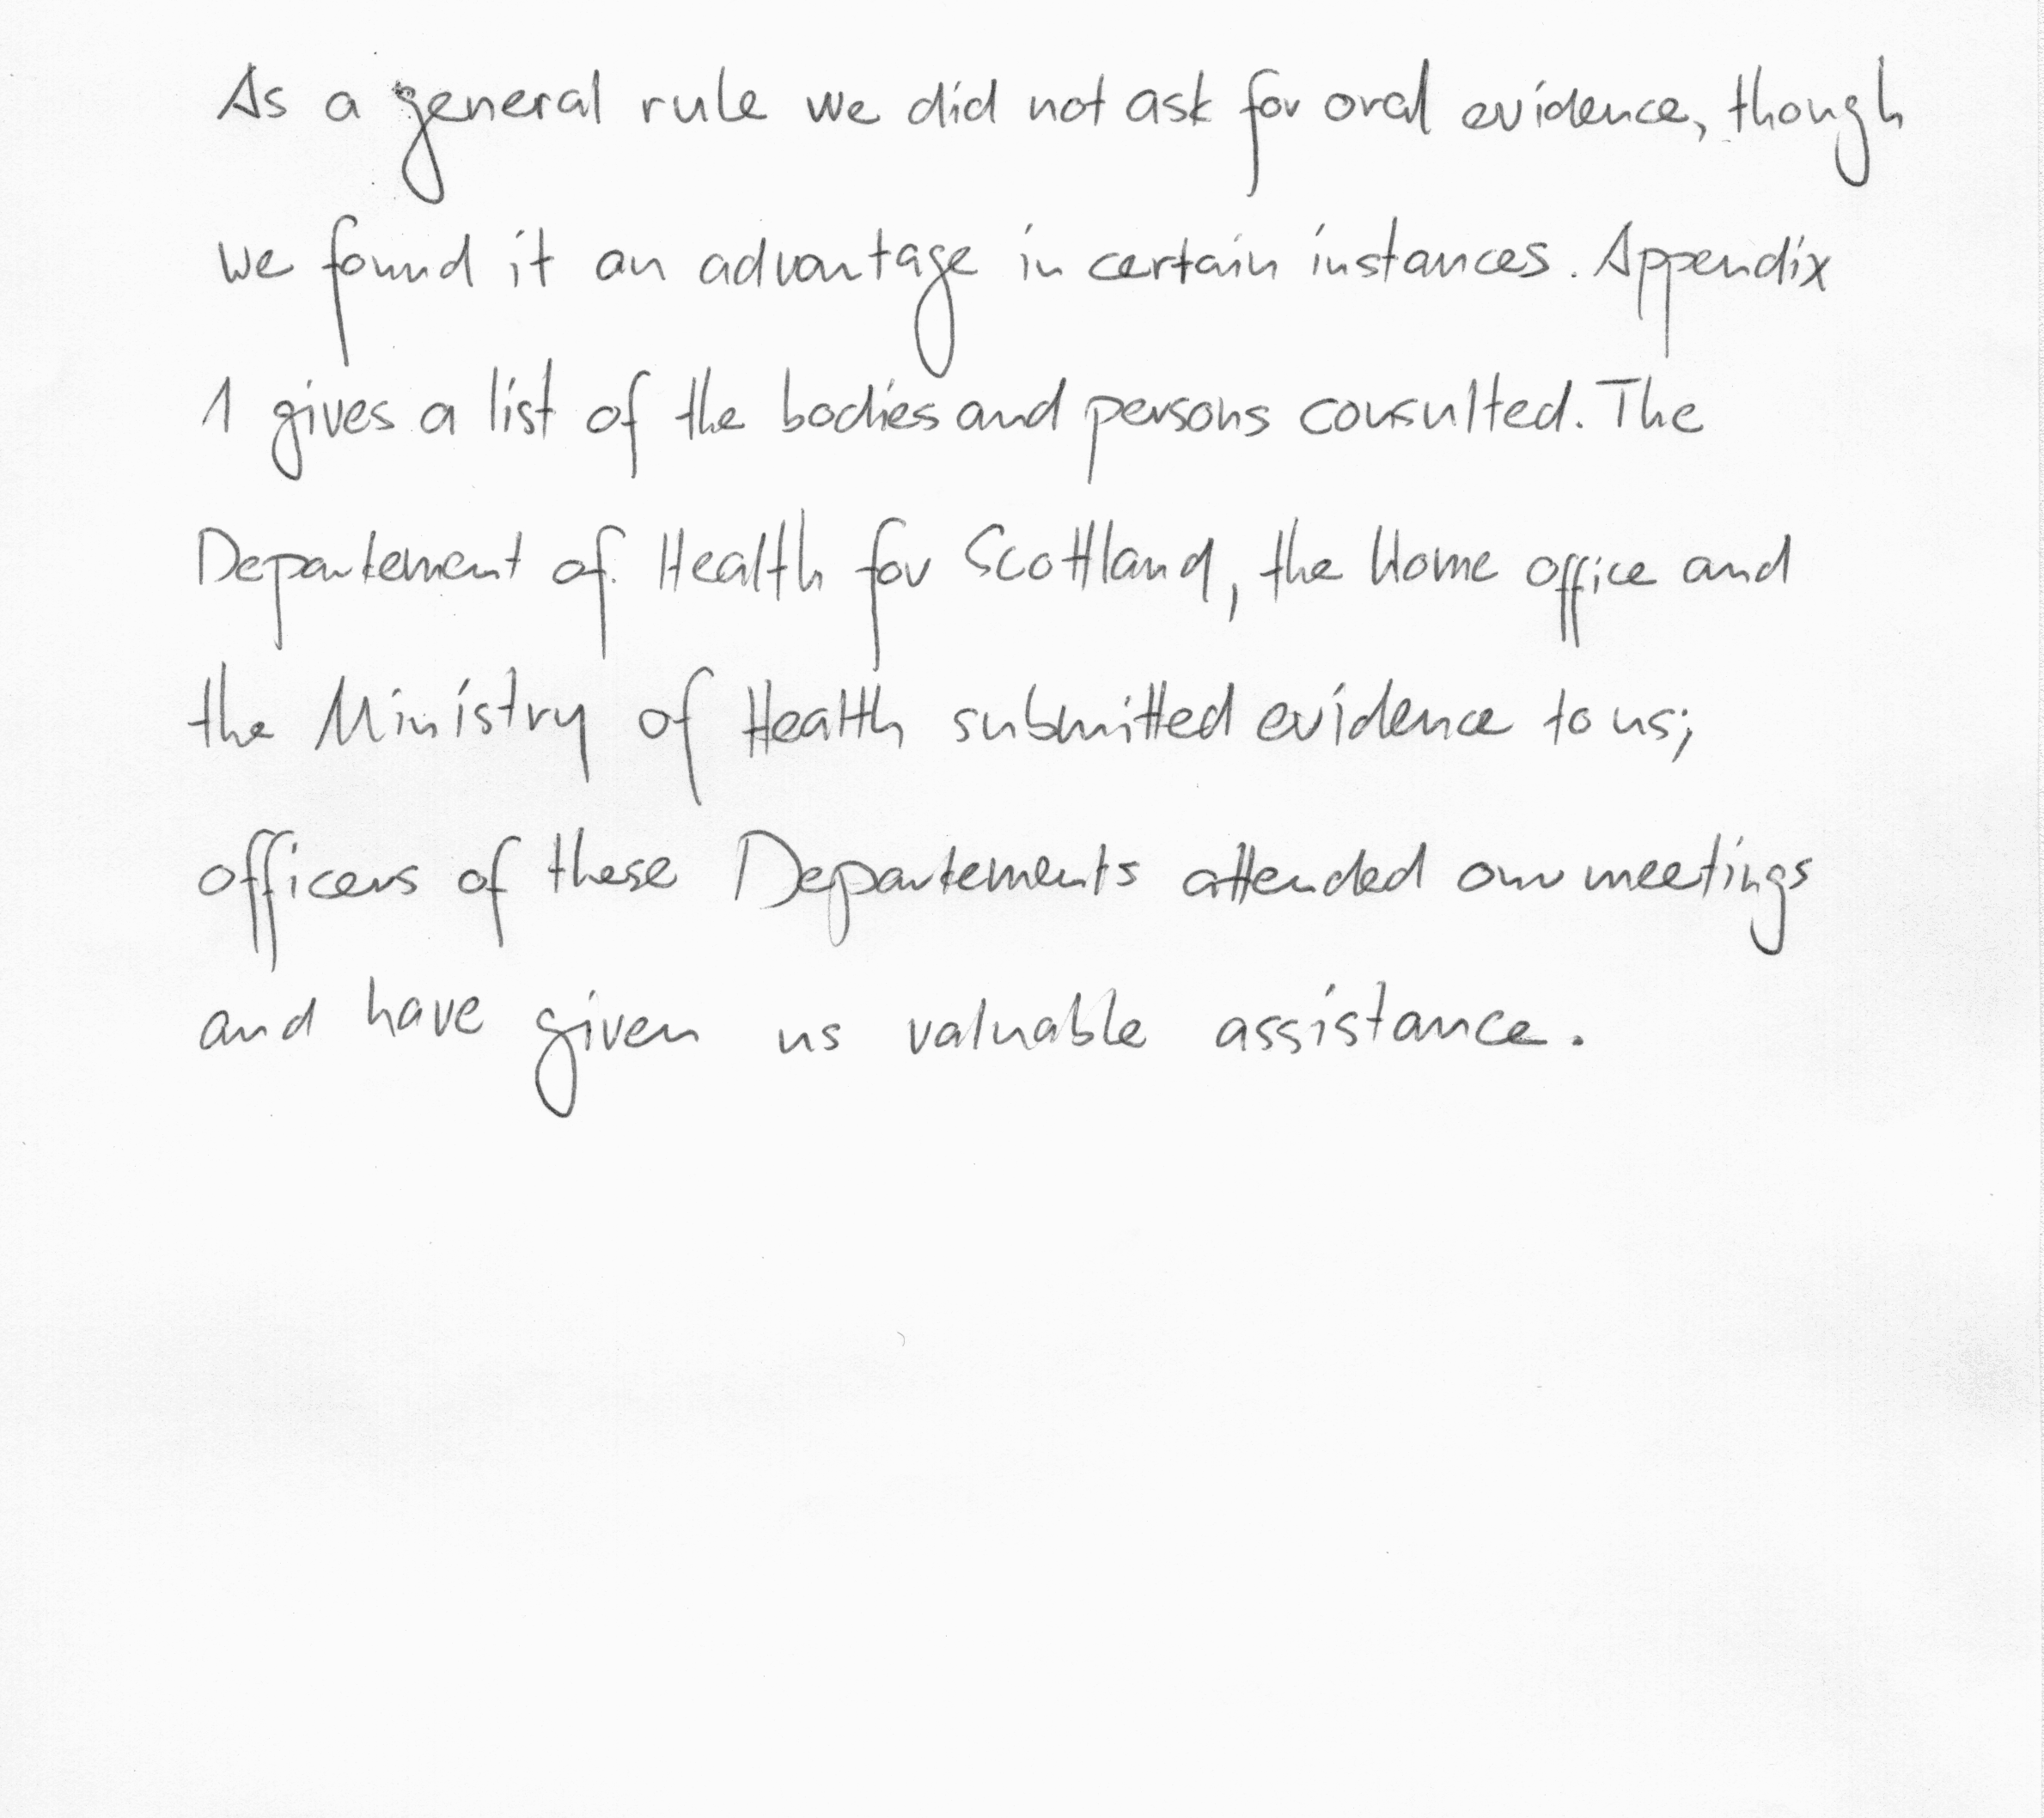 As a general rule we did not ask for oral evidence, though
we found it an advantage in certain instances. Appendix
1 gives a list of the bodies and persons consulted. The
Departement of Health for Scottland, the Home office and
the Ministry of Health submitted evidence to us;
officers of these Departements attended our meetings
and have given us valuable assistance.